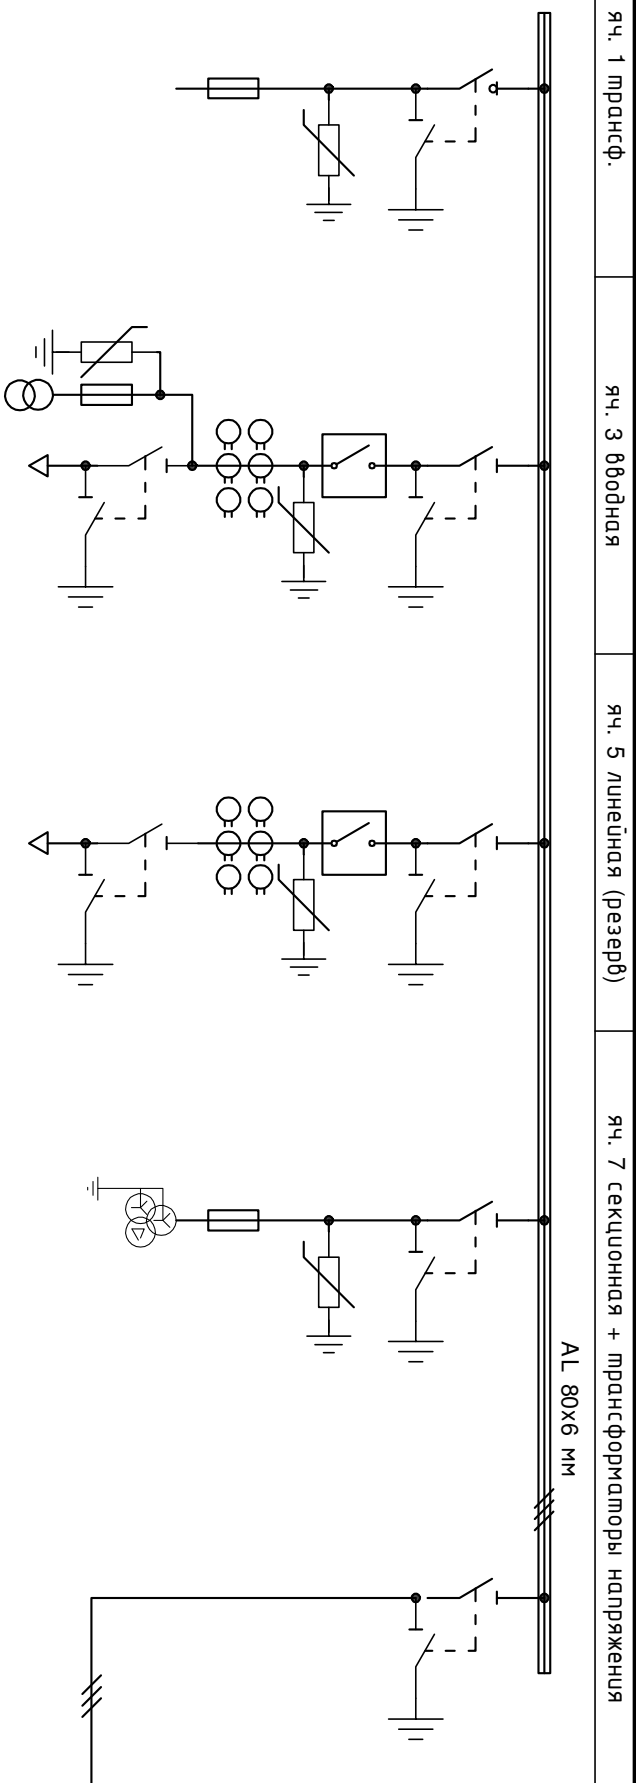 яч. 1 трансф.
яч. 3 вводная
яч. 5 линейная (резерв)
яч. 7 секционная + трансформаторы напряжения
AL 80x6 мм